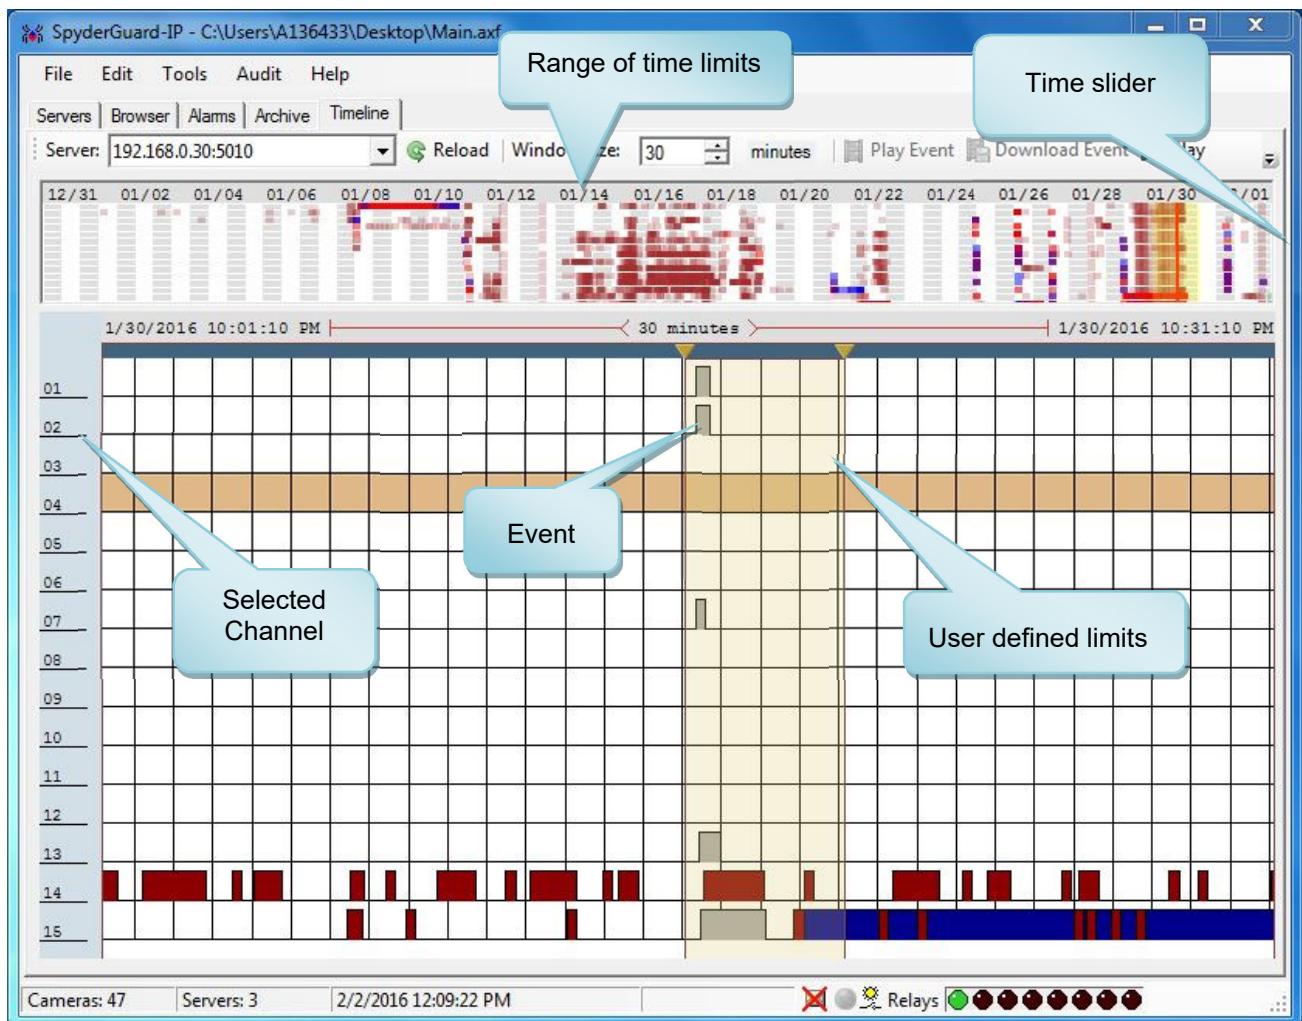 SpyderGuard-IP - C:\Users\A136433\Desktop\Main.axf
Range of time limits
Time slider
File Edit Tools Audit Help
Servers Browser Alarms Archive Timeline
Server: 192.168.0.30:5010 Reload 30 minutes Play Event Download Event
12/31 01/02 01/04 01/06 01/08 01/10 01/12 01/14 01/16 01/18 01/20 01/22 01/24 01/26 01/28 01/30 /01
1/30/2016 10:01:10 PM 30 minutes 1/30/2016 10:31:10 PM
01
02
03
04
05
06
07
08
09
10
11
12
13
14
15
Event
Selected
Channel
User defined limits
Cameras: 47 Servers: 3 2/2/2016 12:09:22 PM Relays